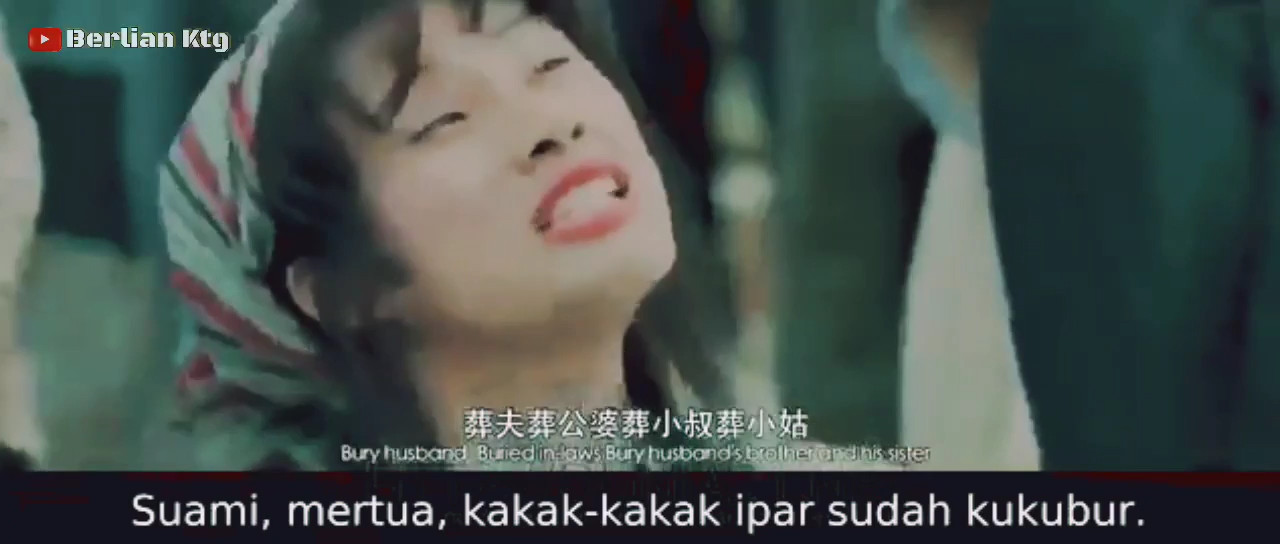 Berlian Ktg
葬夫葬公婆葬小叔葬小姑
Bury husband, Buried in-laws Bury husband's brother and his sister
Suami, mertua, kakak-kakak ipar sudah kukubur.